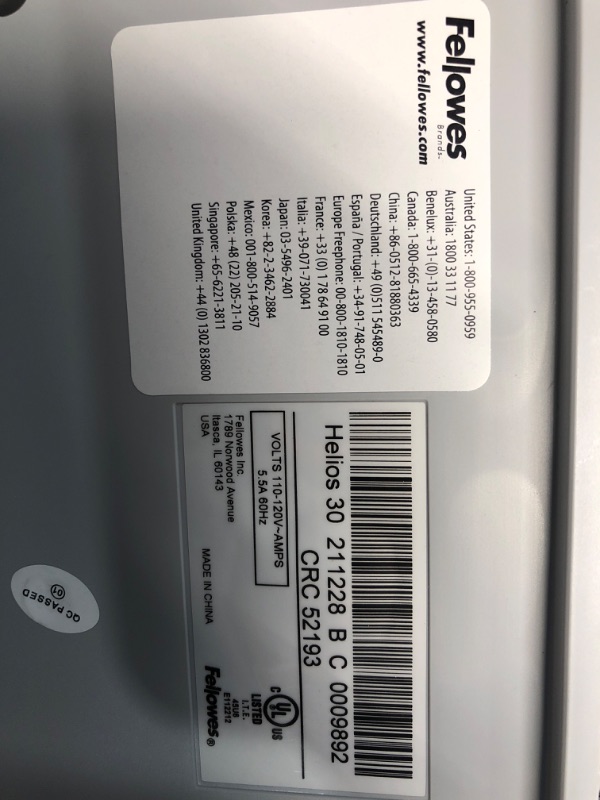 Fellowes
Brands™
www.fellowes.com
United States: 1-800-955-0959
Australia: 1800 33 11 77
Benelux: +31-(0)-13-458-0580
Canada: 1-800-665-4339
China: +86-0512-81880363
Deutschland: +49 (0)511 545489-0
España / Portugal: +34-91-748-05-01
Europe Freephone: 00-800-1810-1810
France: +33 (0) 1 78 64 91 00
Italia: +39-071-730041
Japan: 03-5496-2401
Korea: +82-2-3462-2884
Mexico: 001-800-514-9057
Polska: +48 (22) 205-21-10
Singapore: +65-6221-3811
United Kingdom: +44 (0) 1302 836800
Helios 30 211228 B C 0009892
CRC 52193
VOLTS 110-120V~AMPS
5.5A 60Hz
Fellowes Inc.
1789 Norwood Avenue
Itasca, IL 60143
USA
MADE IN CHINA
C UL US
LISTED
I.T.E.
45U6
E112212
Fellowes®
QC PASSED
01